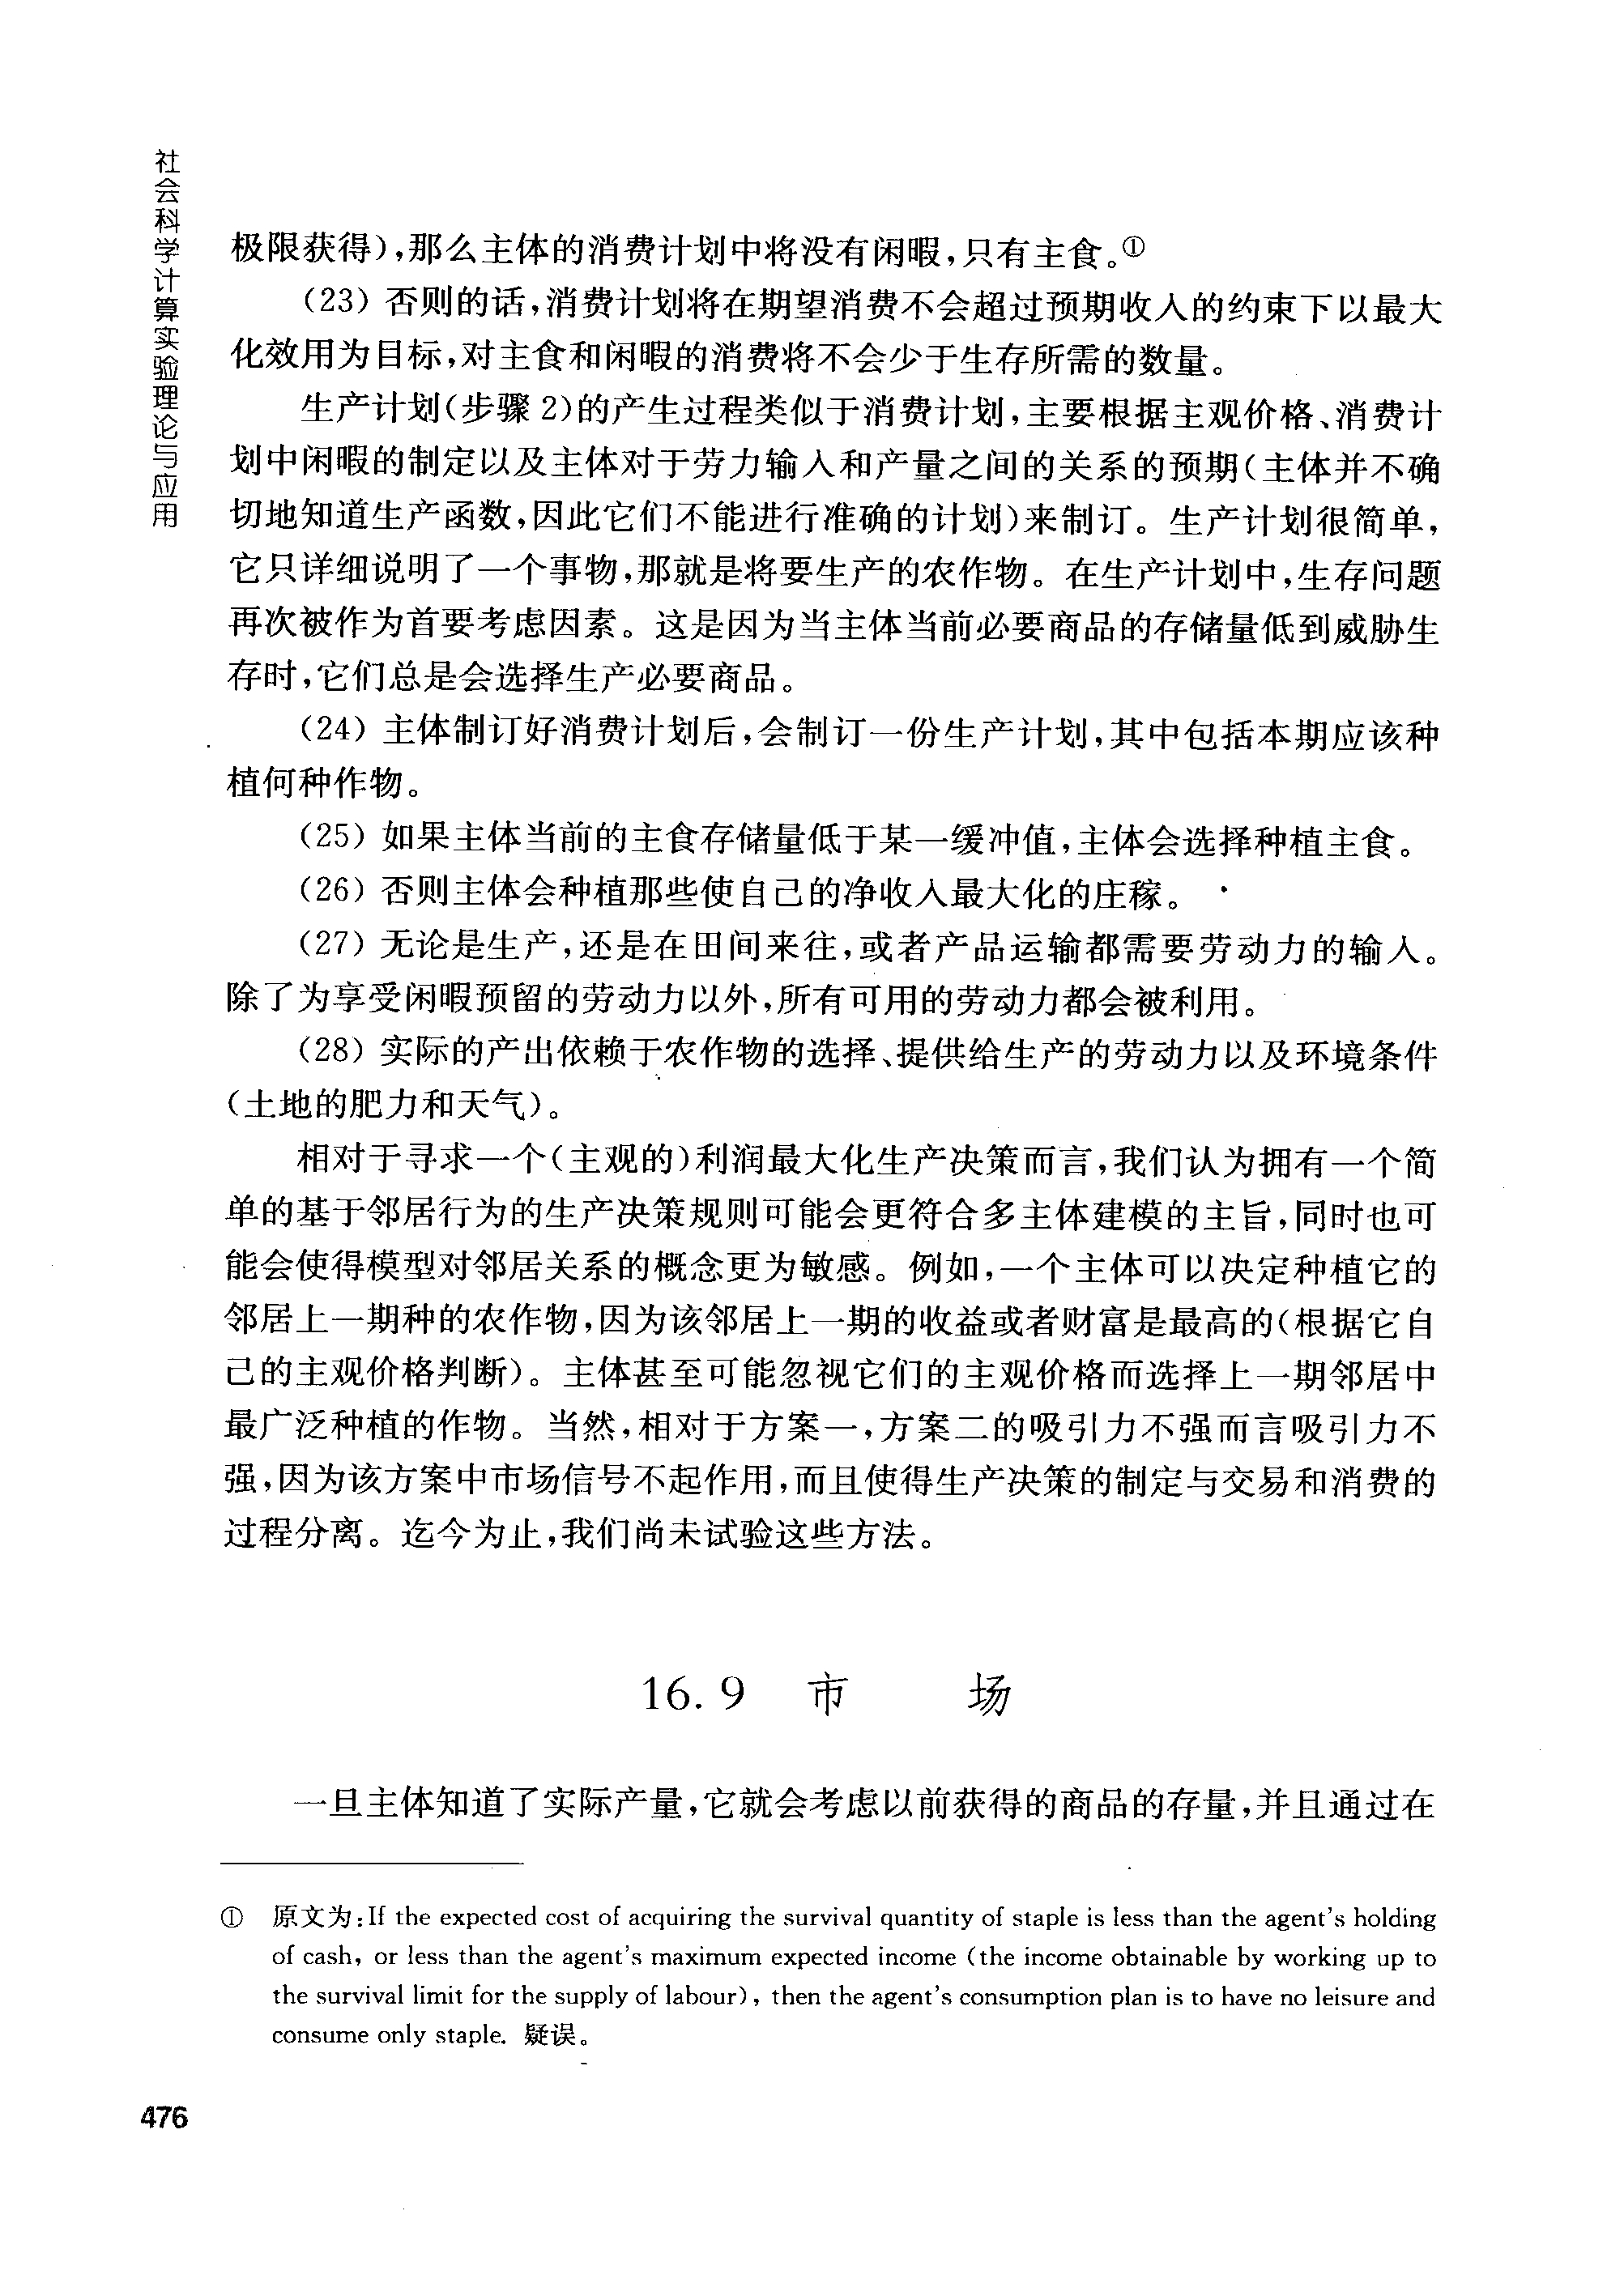 社会科学计算实验理论与应用
极限获得),那么主体的消费计划中将没有闲暇,只有主食。①
(23) 否则的话,消费计划将在期望消费不会超过预期收入的约束下以最大
化效用为目标,对主食和闲暇的消费将不会少于生存所需的数量。
生产计划(步骤 2)的产生过程类似于消费计划,主要根据主观价格、消费计
划中闲暇的制定以及主体对于劳力输入和产量之间的关系的预期(主体并不确
切地知道生产函数,因此它们不能进行准确的计划)来制订。生产计划很简单,
它只详细说明了一个事物,那就是将要生产的农作物。在生产计划中,生存问题
再次被作为首要考虑因素。这是因为当主体当前必要商品的存储量低到威胁生
存时,它们总是会选择生产必要商品。
(24) 主体制订好消费计划后,会制订一份生产计划,其中包括本期应该种
植何种作物。
(25) 如果主体当前的主食存储量低于某一缓冲值,主体会选择种植主食。
(26) 否则主体会种植那些使自己的净收入最大化的庄稼。
(27) 无论是生产,还是在田间来往,或者产品运输都需要劳动力的输入。
除了为享受闲暇预留的劳动力以外,所有可用的劳动力都会被利用。
(28) 实际的产出依赖于农作物的选择、提供给生产的劳动力以及环境条件
(土地的肥力和天气)。
相对于寻求一个(主观的)利润最大化生产决策而言,我们认为拥有一个简
单的基于邻居行为的生产决策规则可能会更符合多主体建模的主旨,同时也可
能会使得模型对邻居关系的概念更为敏感。例如,一个主体可以决定种植它的
邻居上一期种的农作物,因为该邻居上一期的收益或者财富是最高的(根据它自
己的主观价格判断)。主体甚至可能忽视它们的主观价格而选择上一期邻居中
最广泛种植的作物。当然,相对于方案一,方案二的吸引力不强而言吸引力不
强,因为该方案中市场信号不起作用,而且使得生产决策的制定与交易和消费的
过程分离。迄今为止,我们尚未试验这些方法。
16.9 市 场
一旦主体知道了实际产量,它就会考虑以前获得的商品的存量,并且通过在
① 原文为:If the expected cost of acquiring the survival quantity of staple is less than the agent's holding
of cash, or less than the agent's maximum expected income (the income obtainable by working up to
the survival limit for the supply of labour), then the agent's consumption plan is to have no leisure and
consume only staple. 疑误。
476